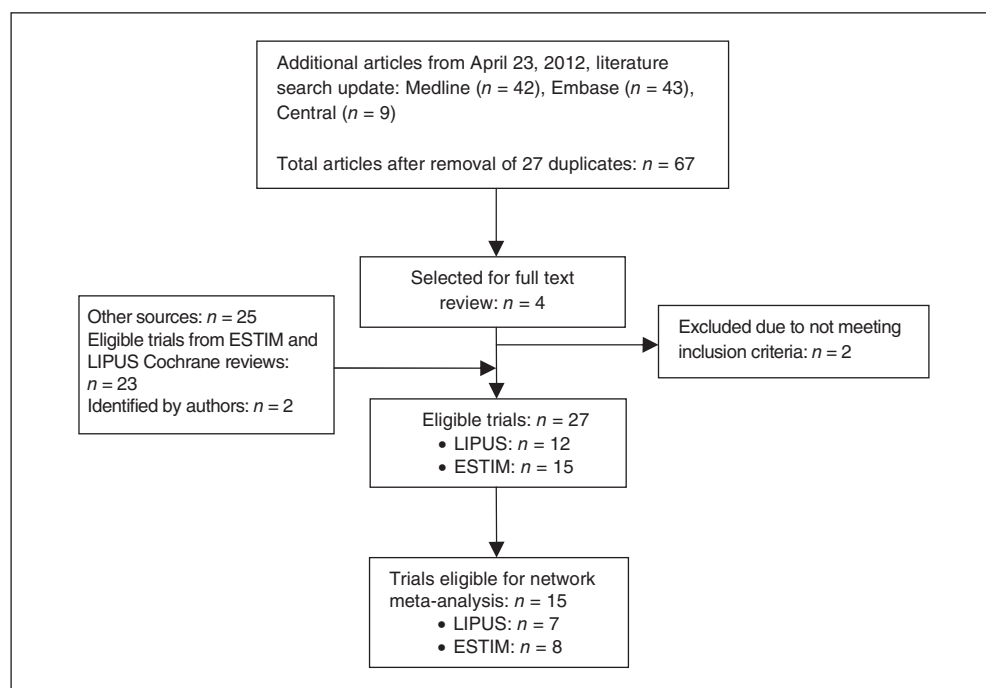 Additional articles from April 23, 2012, literature
search update: Medline (n = 42), Embase (n = 43),
Central (n = 9)
Total articles after removal of 27 duplicates: n = 67
Selected for full text
review: n = 4
Other sources: n = 25
Eligible trials from ESTIM and
LIPUS Cochrane reviews:
n = 23
Identified by authors: n = 2
Excluded due to not meeting
inclusion criteria: n = 2
Eligible trials: n = 27
• LIPUS: n = 12
• ESTIM: n = 15
Trials eligible for network
meta-analysis: n = 15
• LIPUS: n = 7
• ESTIM: n = 8